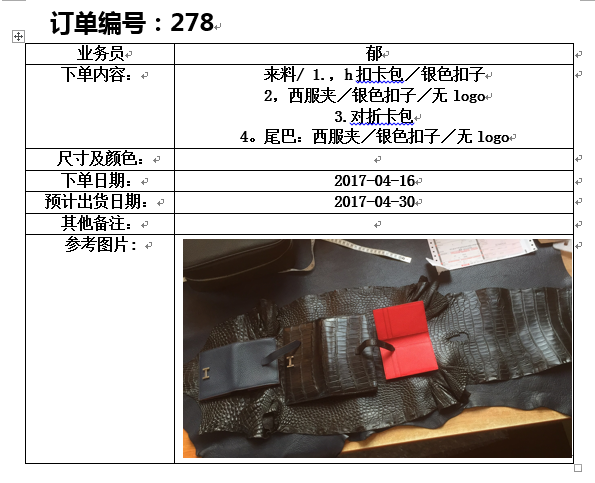 订单编号：278
业务员
郁
下单内容：
来料/ 1.，h扣卡包／银色扣子
2，西服夹／银色扣子／无 logo
3.对折卡包
4。尾巴：西服夹／银色扣子／无 logo
尺寸及颜色：
下单日期：
2017-04-16
预计出货日期：
2017-04-30
其他备注：
参考图片：